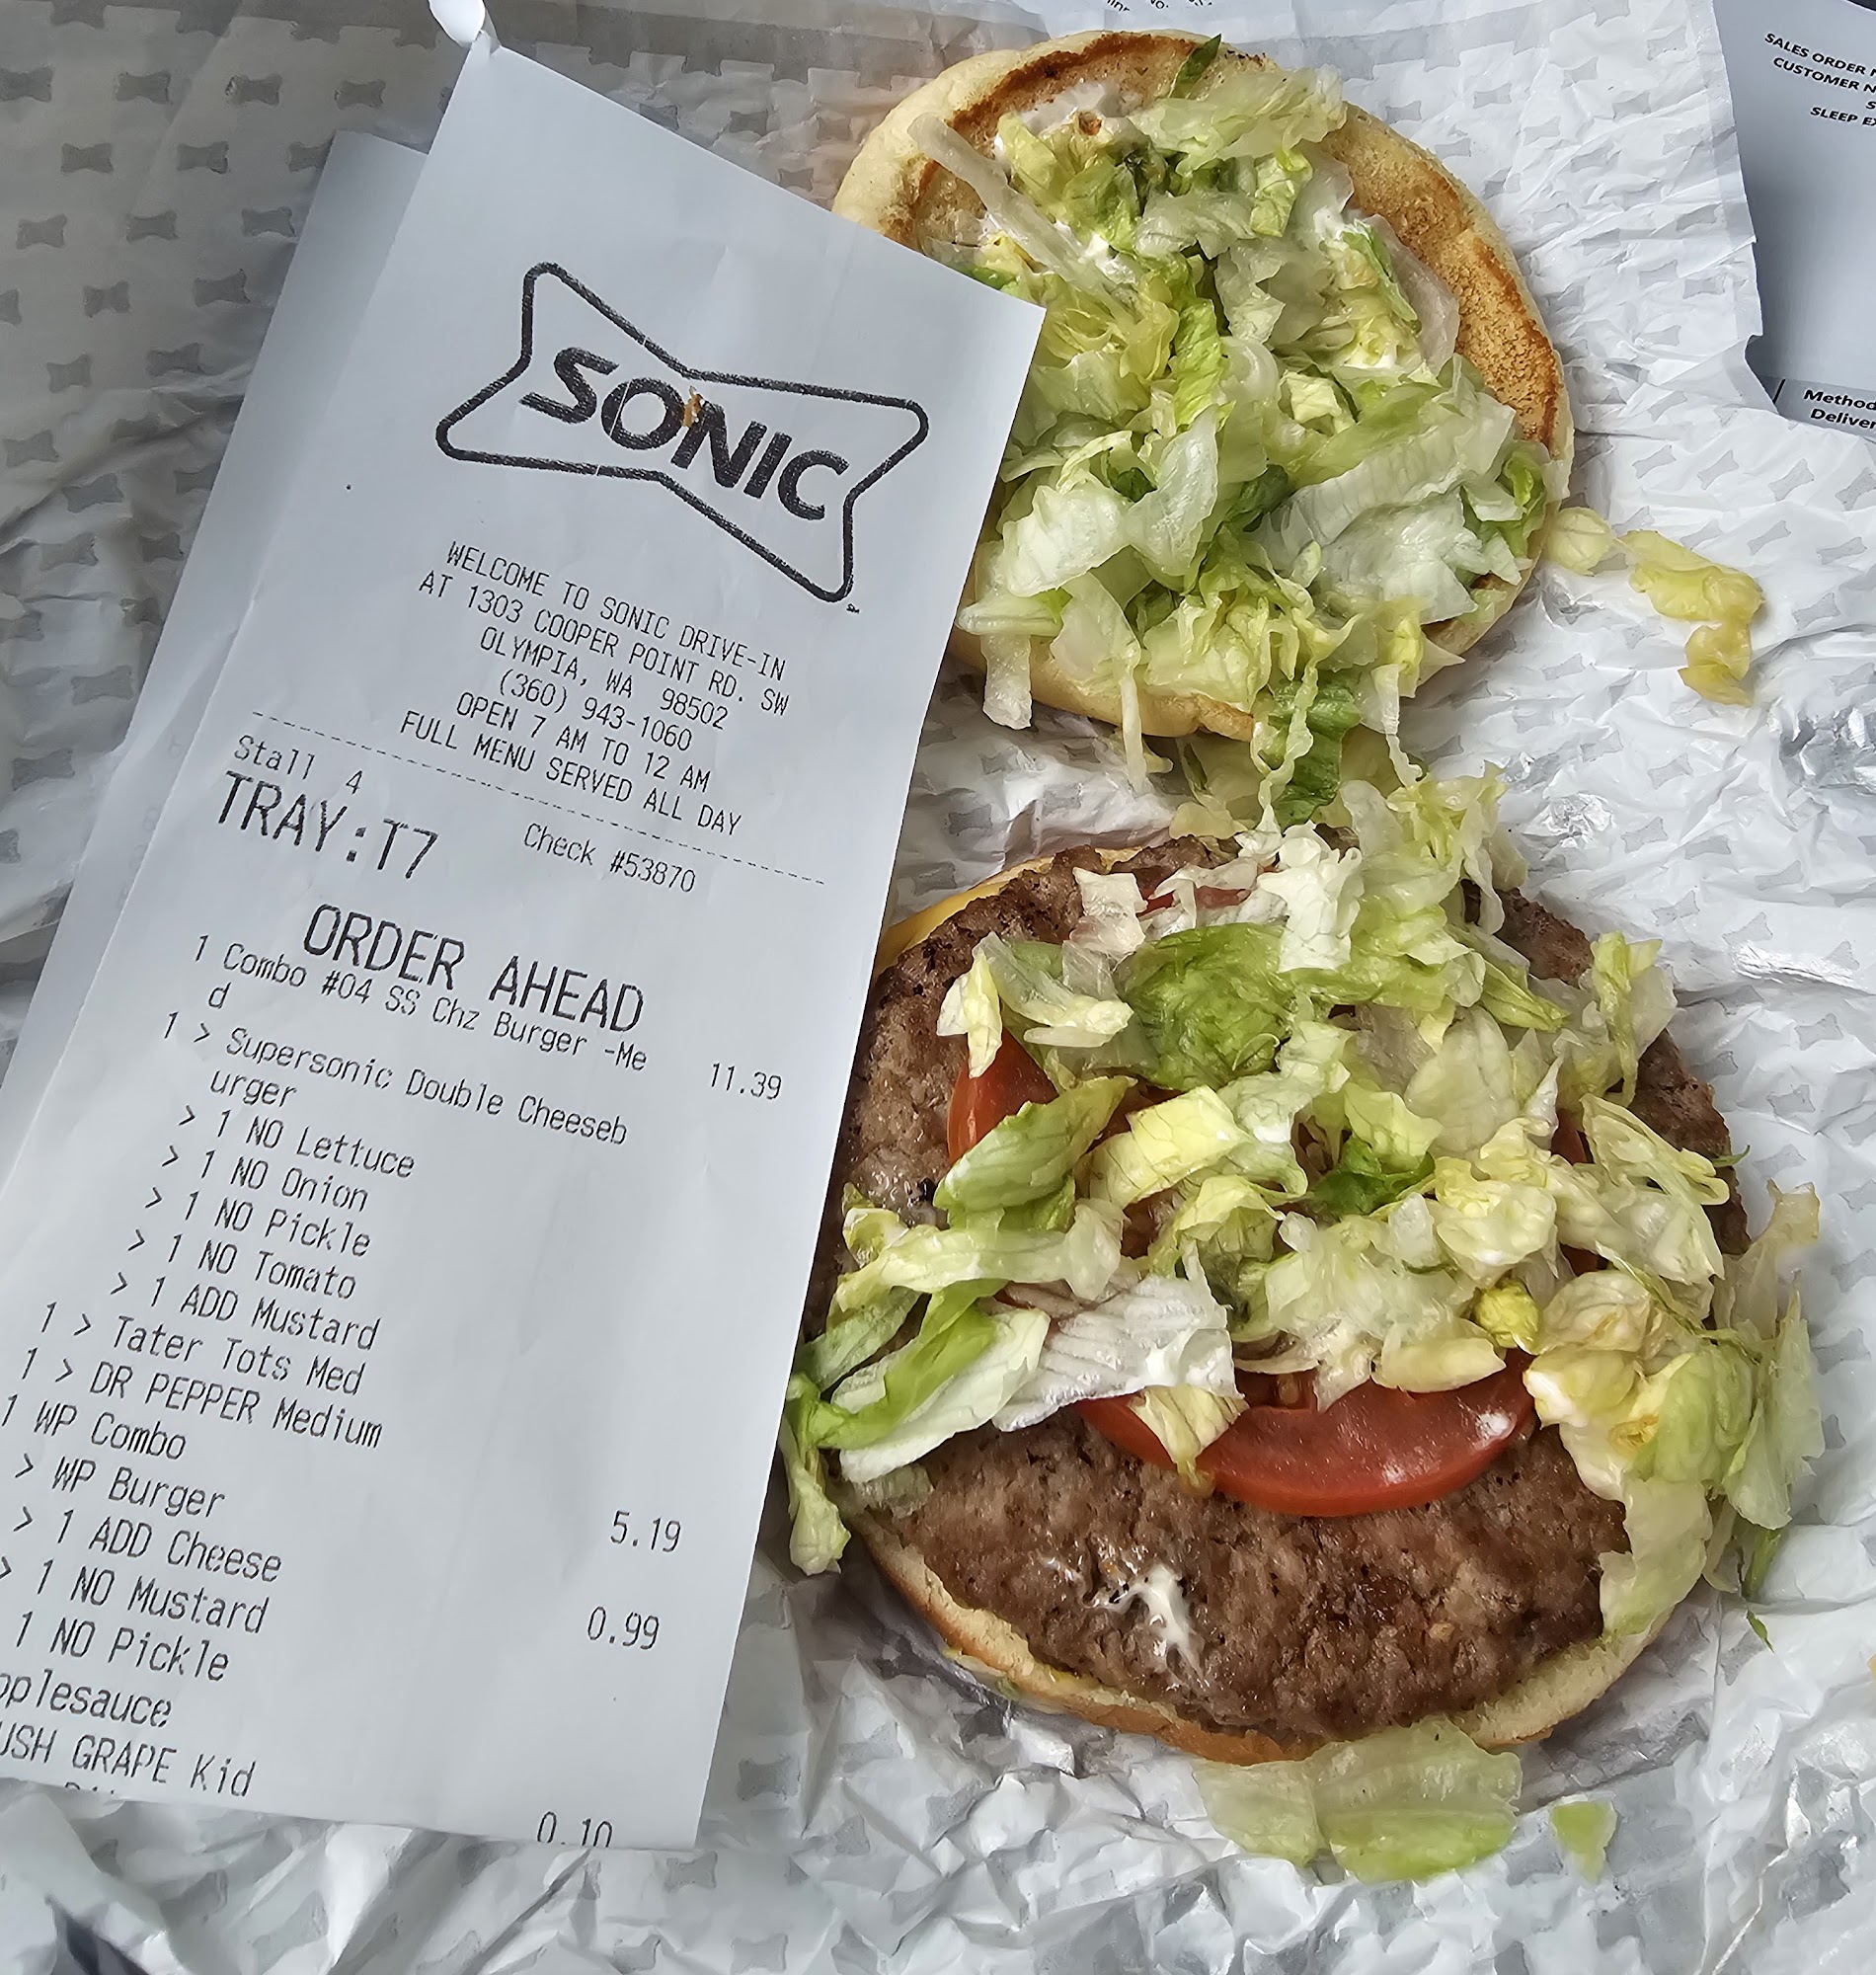 SONIC
WELCOME TO SONIC DRIVE-IN
AT 1303 COOPER POINT RD. SW
OLYMPIA, WA 98502
(360) 943-1060
OPEN 7 AM TO 12 AM
FULL MENU SERVED ALL DAY
Stall 4
TRAY:T7
Check #53870
ORDER AHEAD
1 Combo #04 SS Chz Burger -Me
d 11.39
1 > Supersonic Double Cheeseb
urger
> 1 NO Lettuce
> 1 NO Onion
> 1 NO Pickle
> 1 NO Tomato
> 1 ADD Mustard
1 > Tater Tots Med
1 > DR PEPPER Medium
1 WP Combo 5.19
> WP Burger
> 1 ADD Cheese 0.99
> 1 NO Mustard
1 NO Pickle
pplesauce
USH GRAPE Kid
0.10
SALES ORDER
CUSTOMER
SLEEP
Method
Deliver